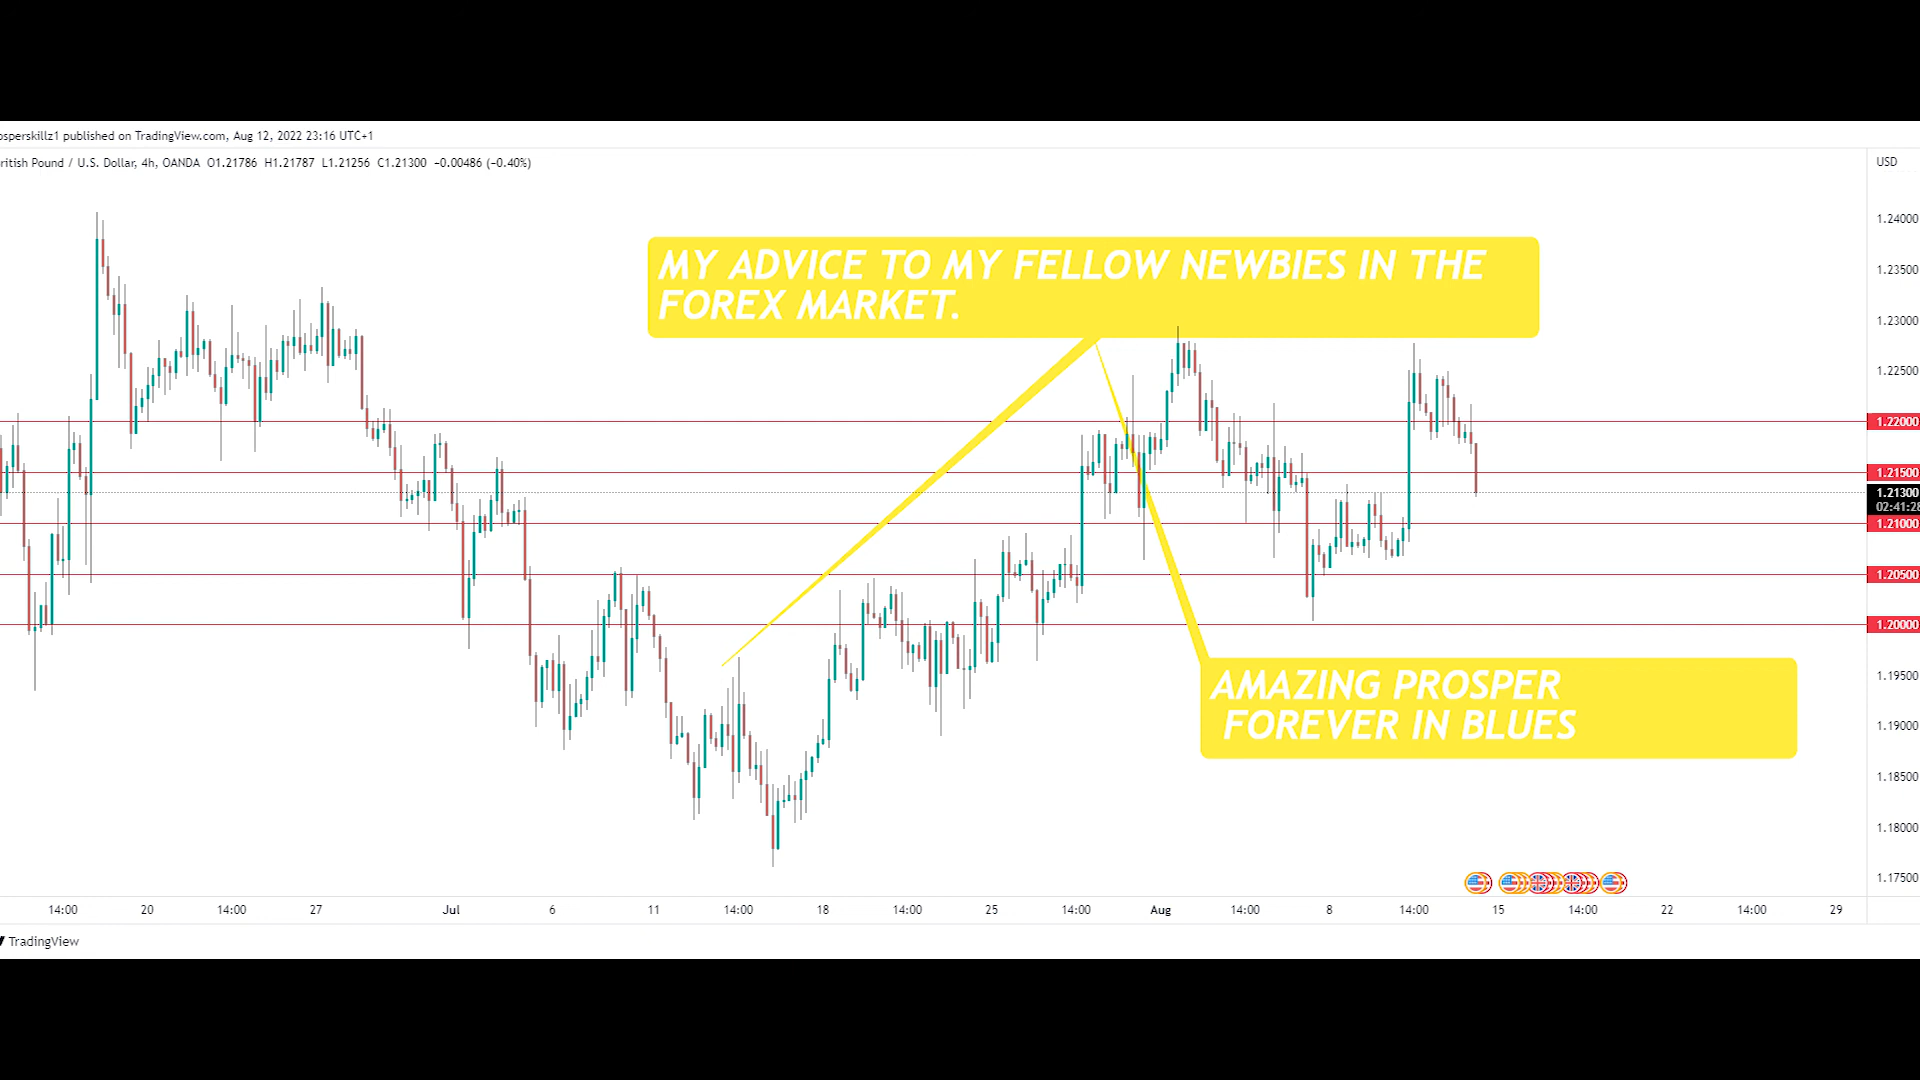 osperskillz1 published on TradingView.com, Aug 12, 2022 23:16 UTC+1
ritish Pound / U.S. Dollar, 4h, OANDA O1.21786 H1.21787 L1.21256 C1.21300 −0.00486 (−0.40%)
USD
MY ADVICE TO MY FELLOW NEWBIES IN THE
FOREX MARKET.
AMAZING PROSPER
FOREVER IN BLUES
1.24000
1.23500
1.23000
1.22500
1.22000
1.21500
1.21300
02:41:28
1.21000
1.20500
1.20000
1.19500
1.19000
1.18500
1.18000
1.17500
14:00 20 14:00 27 Jul 6 11 14:00 18 14:00 25 14:00 Aug 14:00 8 14:00 15 14:00 22 14:00 29
TradingView